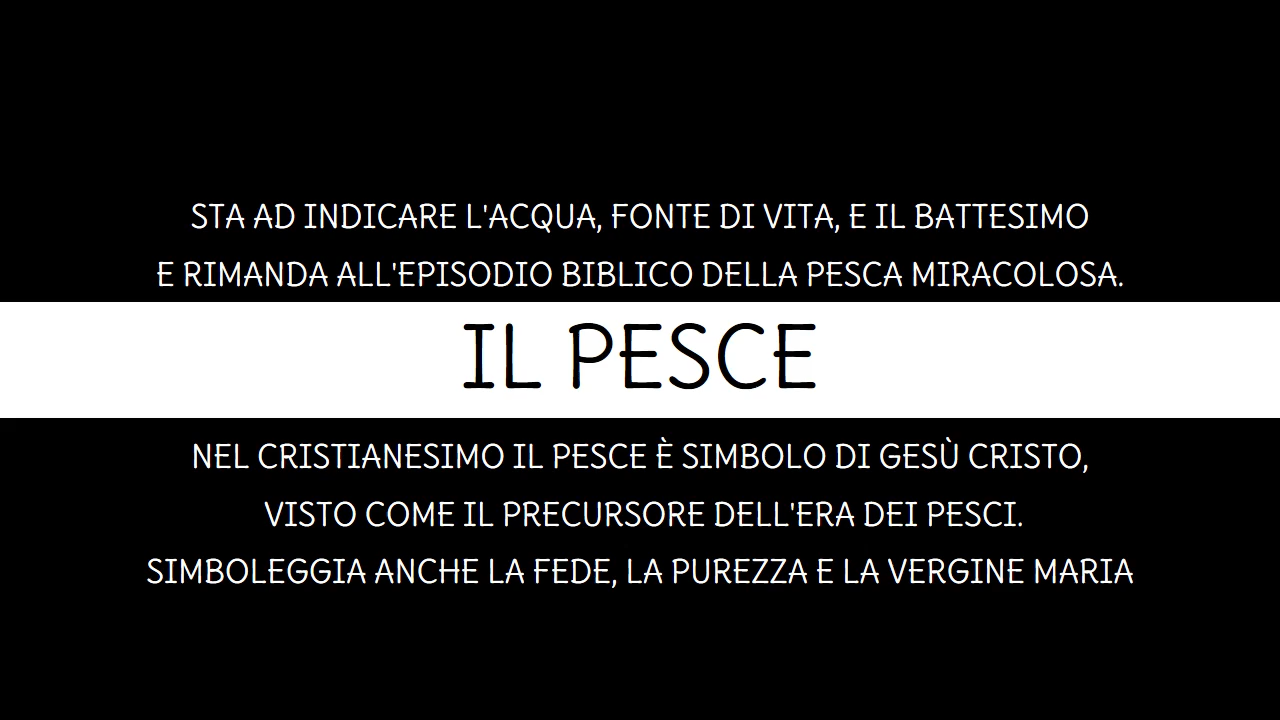 STA AD INDICARE L'ACQUA, FONTE DI VITA, E IL BATTESIMO
E RIMANDA ALL'EPISODIO BIBLICO DELLA PESCA MIRACOLOSA.
IL PESCE
NEL CRISTIANESIMO IL PESCE È SIMBOLO DI GESÙ CRISTO,
VISTO COME IL PRECURSORE DELL'ERA DEI PESCI.
SIMBOLEGGIA ANCHE LA FEDE, LA PUREZZA E LA VERGINE MARIA